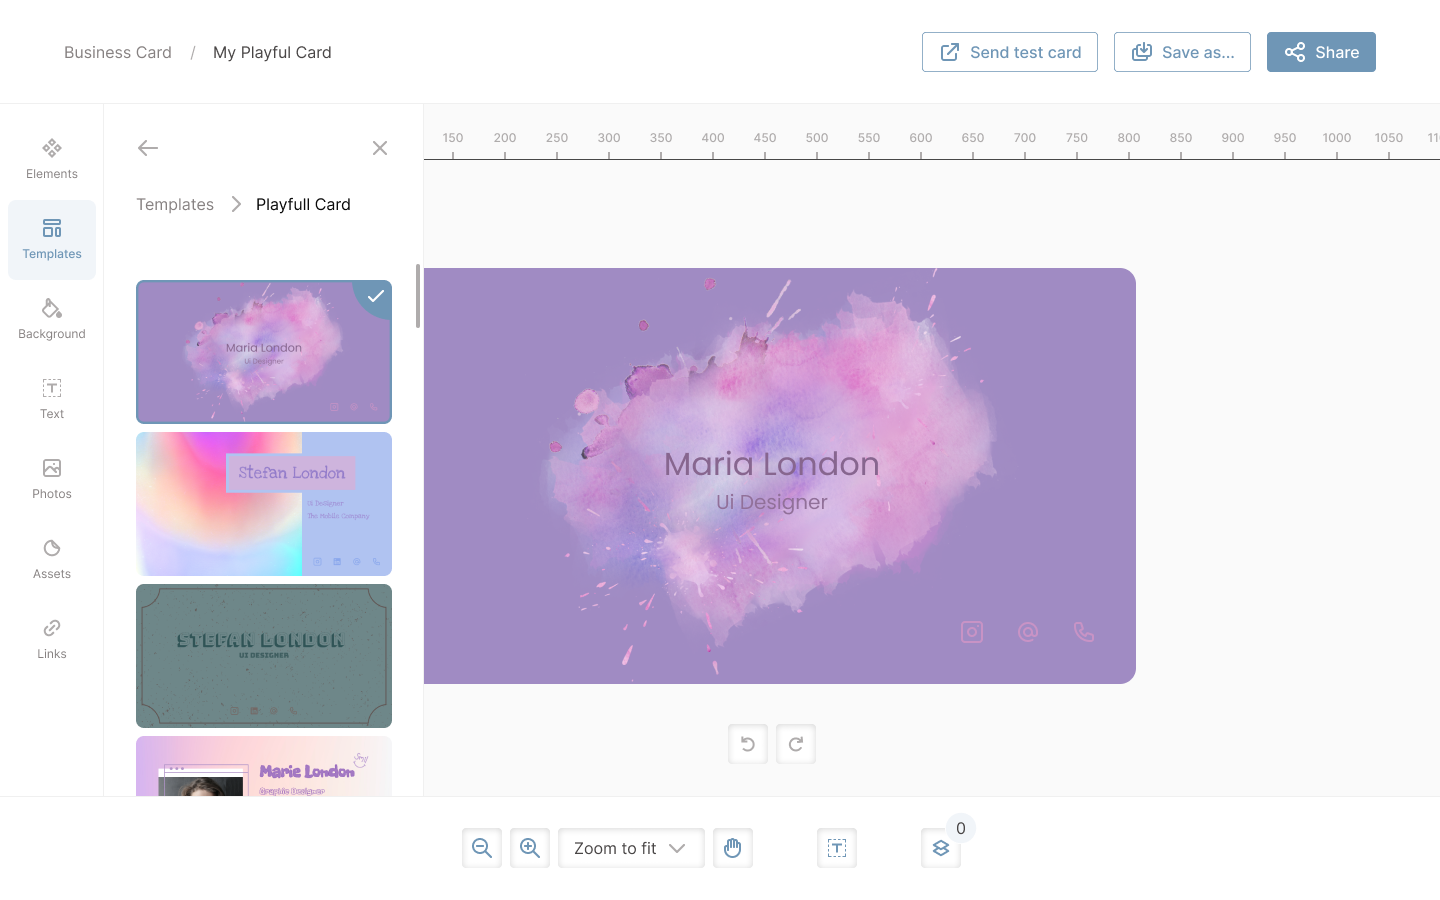 Business Card / My Playful Card
Send test card
Save as...
Share
Elements
Templates
Background
Text
Photos
Assets
Links
Templates
Playfull Card
Maria London
Ui Designer
Stefan London
Ui Designer
The Mobile Company
STEFAN LONDON
UI DESIGNER
Marie London
Graphic Designer
150 200 250 300 350 400 450 500 550 600 650 700 750 800 850 900 950 1000 1050
Maria London
Ui Designer
Zoom to fit
0